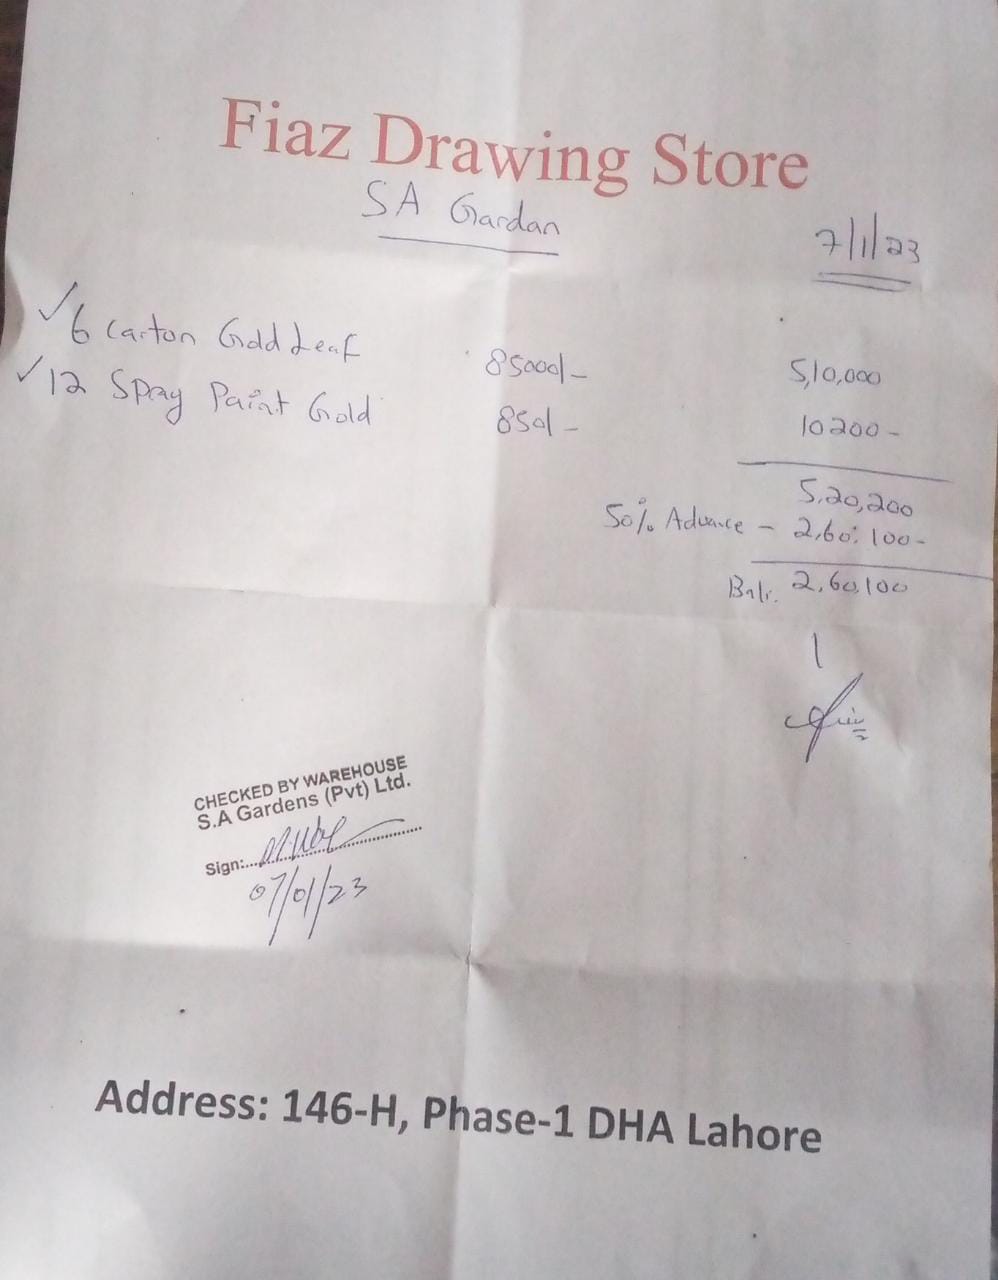 Fiaz Drawing Store
SA Gardan
7/1/23
✓ 6 Carton Gold Leaf 85000/- 5,10,000
✓ 12 Spray Paint Gold 850/- 10200-
5,20,200
50% Advance - 2,60,100-
Bal. 2,60,100
CHECKED BY WAREHOUSE
S.A Gardens (Pvt) Ltd.
Sign:
07/01/23
Address: 146-H, Phase-1 DHA Lahore